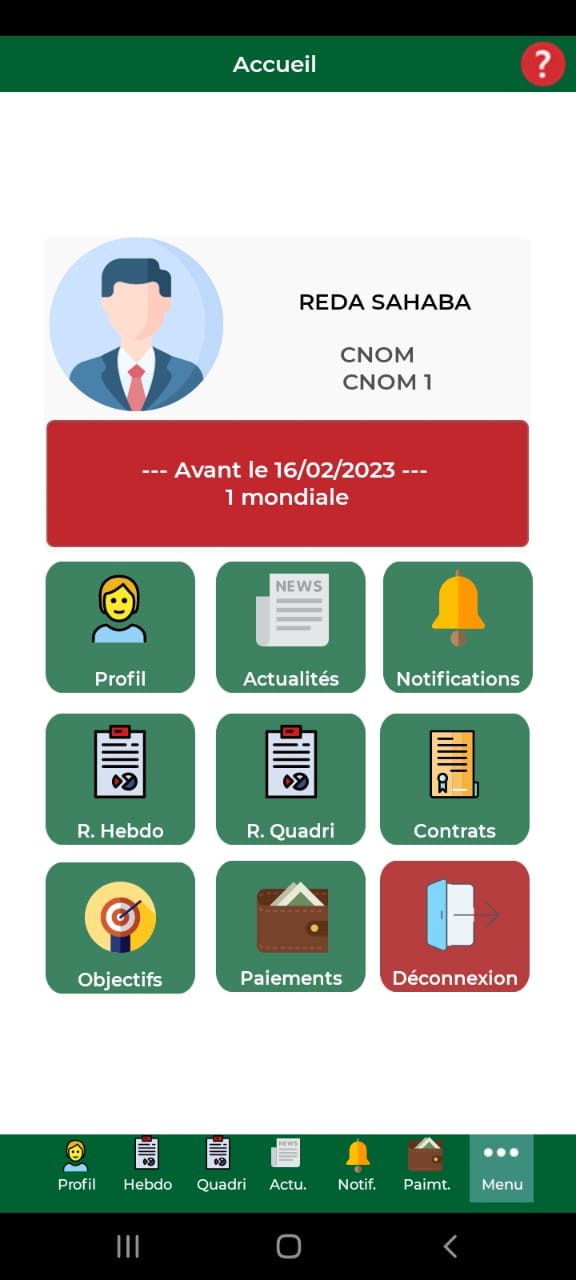 Accueil
?
REDA SAHABA
CNOM
CNOM 1
--- Avant le 16/02/2023 ---
1 mondiale
NEWS
Profil
Actualités
Notifications
R. Hebdo
R. Quadri
Contrats
Objectifs
Paiements
Déconnexion
NEWS
Profil
Hebdo
Quadri
Actu.
Notif.
Paimt.
Menu